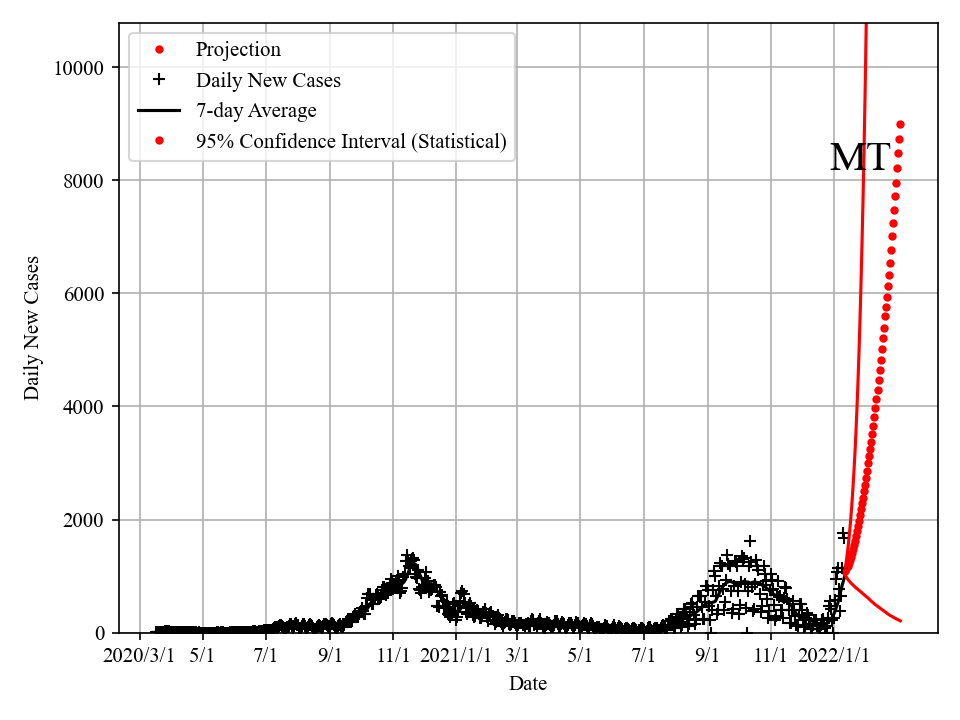 Projection
Daily New Cases
7-day Average
95% Confidence Interval (Statistical)
MT
Daily New Cases
10000
8000
6000
4000
2000
0
2020/3/1 5/1 7/1 9/1 11/1 2021/1/1 3/1 5/1 7/1 9/1 11/1 2022/1/1
Date